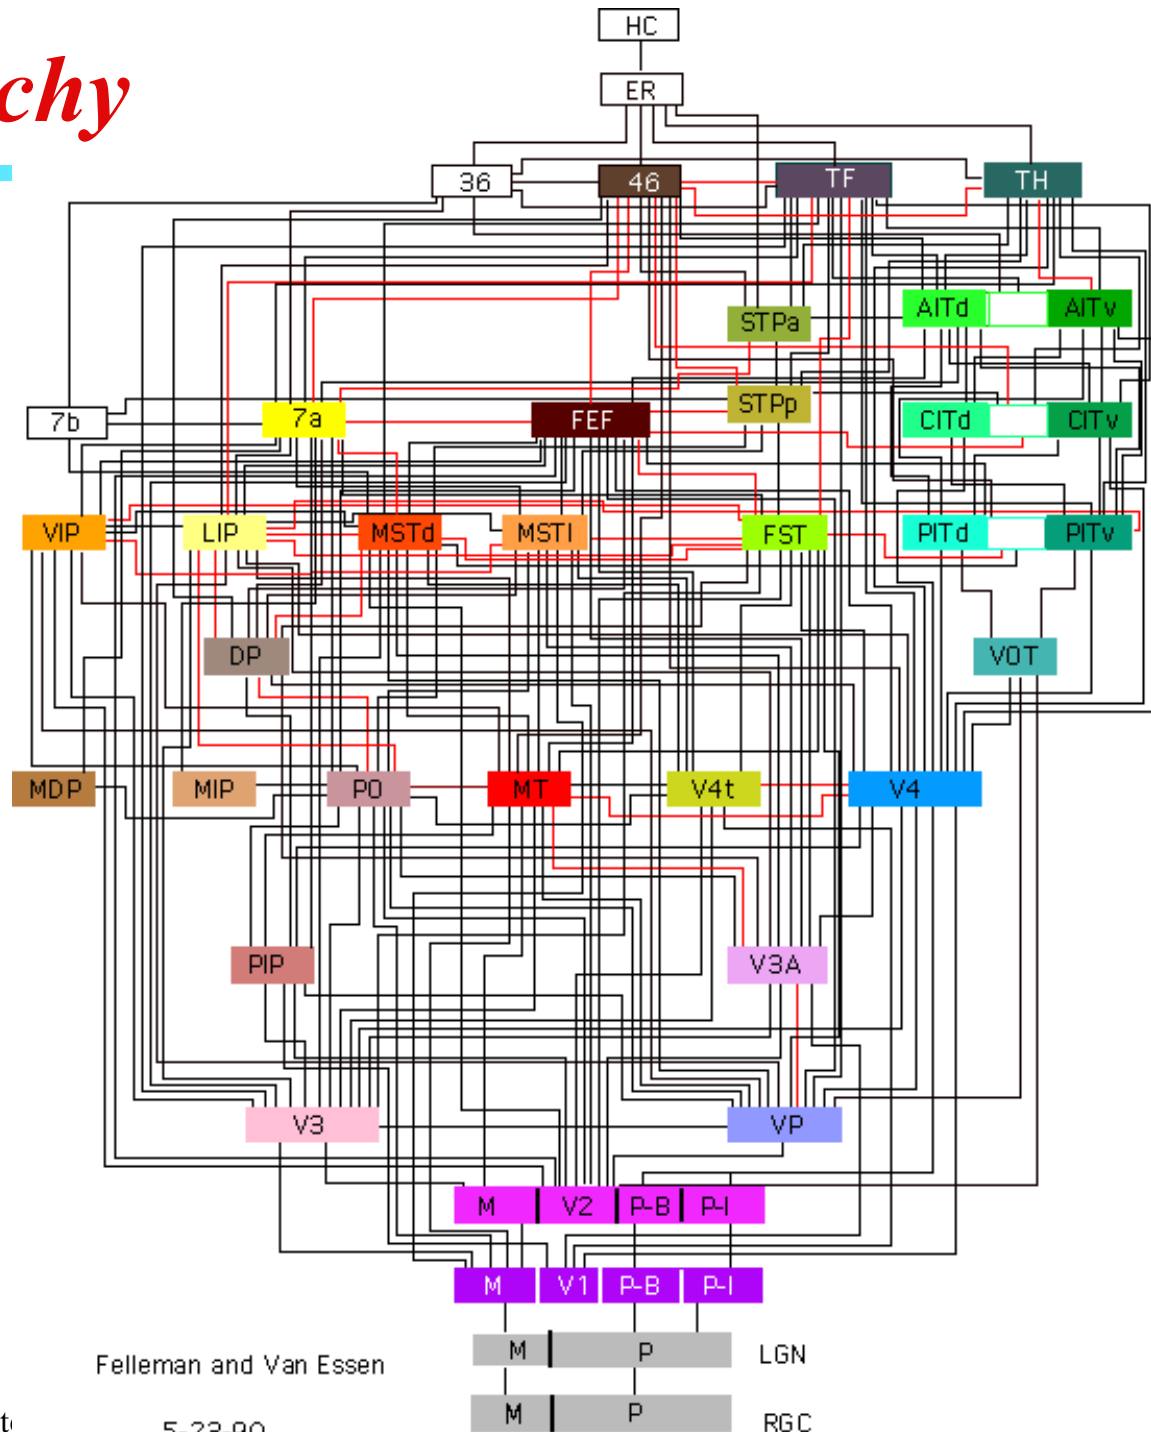 HC
chy
ER
36 46 TF TH
AITd AITv
STPa
STPp
7b 7a FEF CITd CITv
VIP LIP MSTd MSTl FST PITd PITv
DP VOT
MDP MIP PO MT V4t V4
PIP V3A
V3 VP
M V2 P-B P-I
M V1 P-B P-I
M P LGN
Felleman and Van Essen
M P RGC